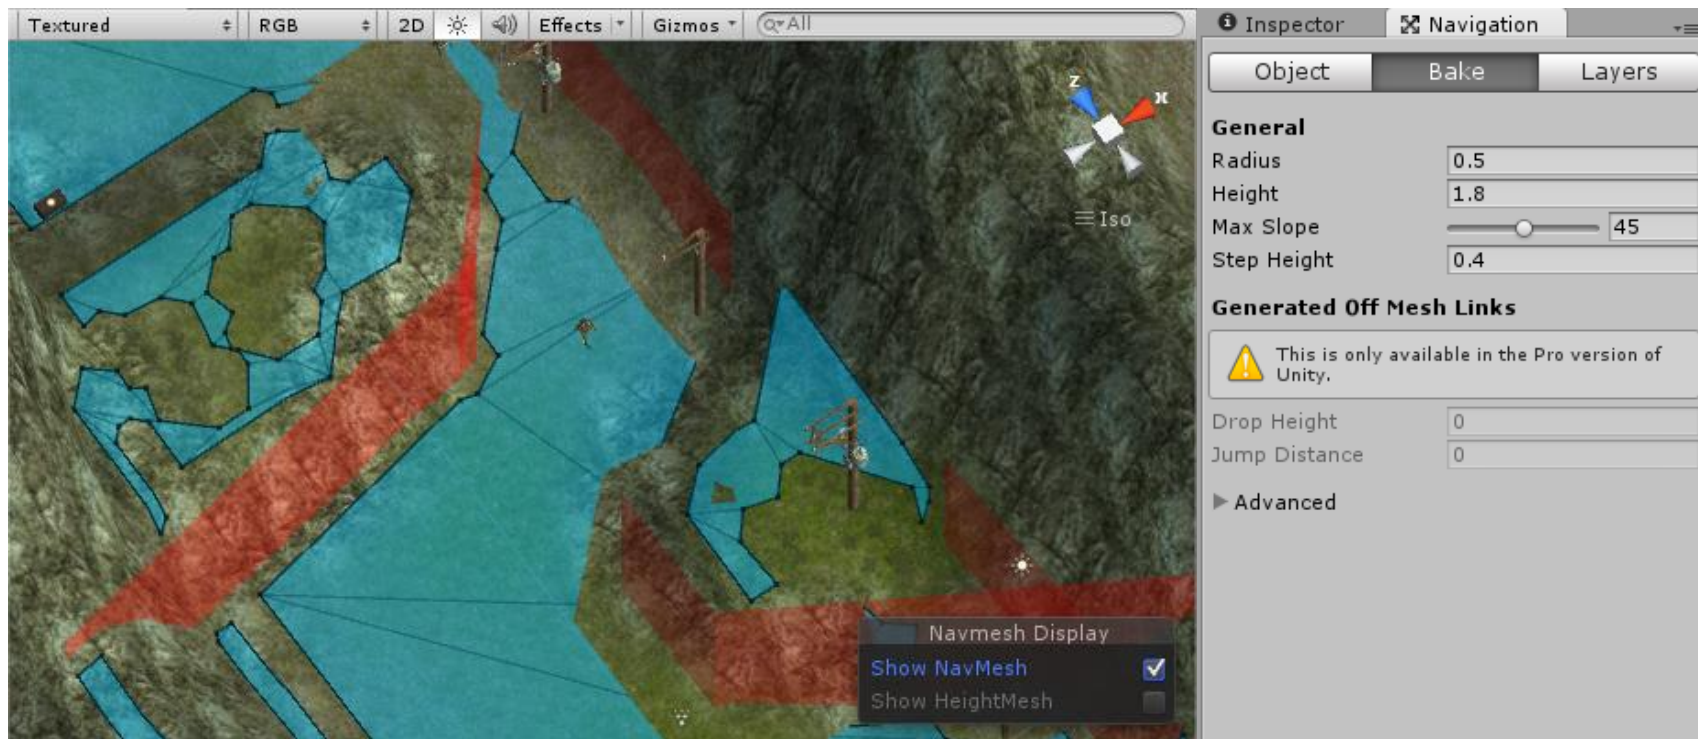 Textured RGB 2D Effects Gizmos All
Inspector Navigation
Object Bake Layers
General
Radius 0.5
Height 1.8
Max Slope 45
Step Height 0.4
Generated Off Mesh Links
This is only available in the Pro version of
Unity.
Drop Height 0
Jump Distance 0
Advanced
z
x
Iso
Navmesh Display
Show NavMesh
Show HeightMesh